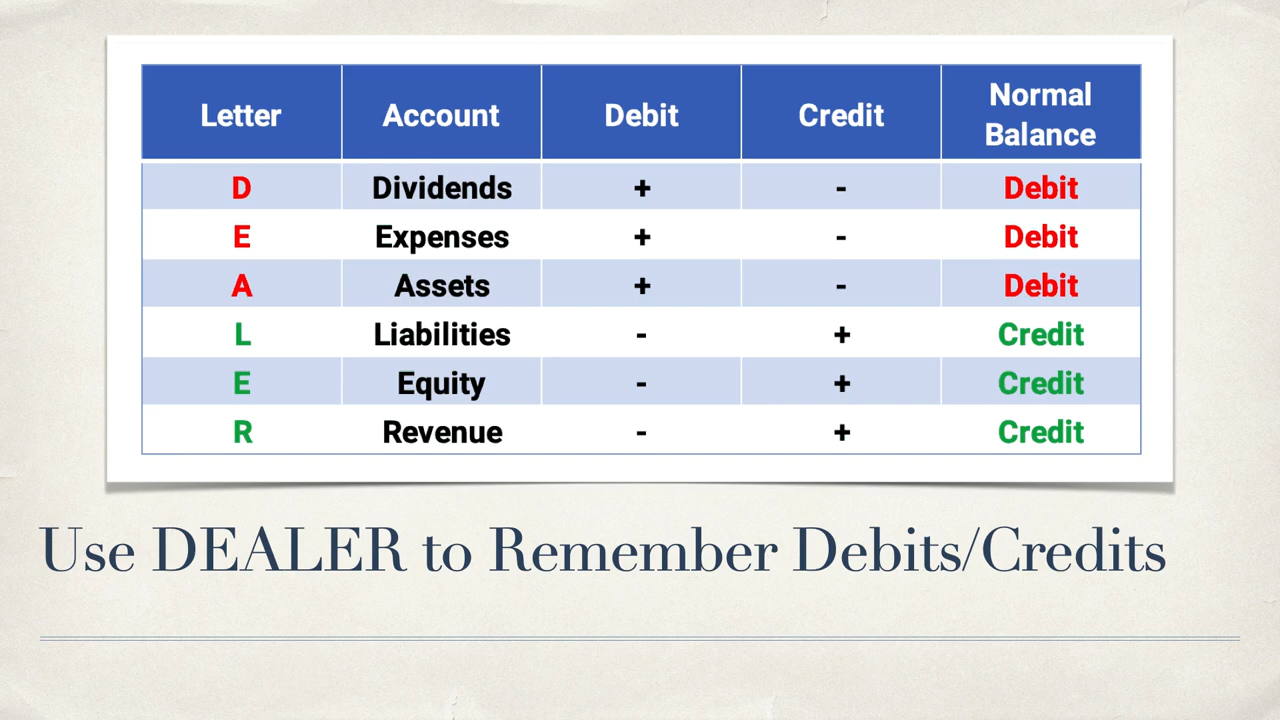 Letter Account Debit Credit Normal Balance
D Dividends + - Debit
E Expenses + - Debit
A Assets + - Debit
L Liabilities - + Credit
E Equity - + Credit
R Revenue - + Credit
Use DEALER to Remember Debits/Credits